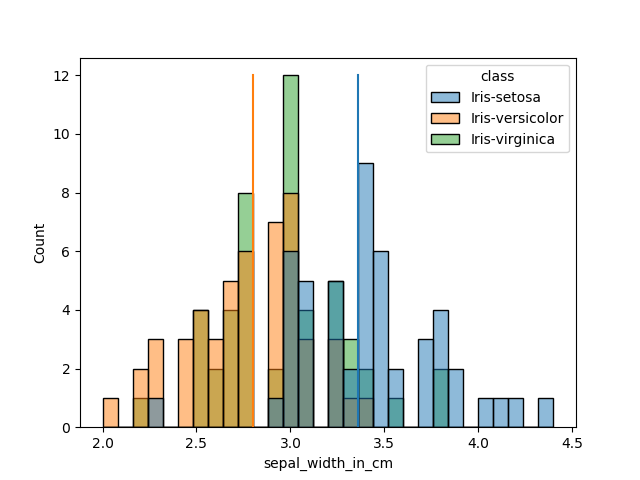 class
Iris-setosa
Iris-versicolor
Iris-virginica
12
10
8
6
4
2
0
Count
2.0 2.5 3.0 3.5 4.0 4.5
sepal_width_in_cm